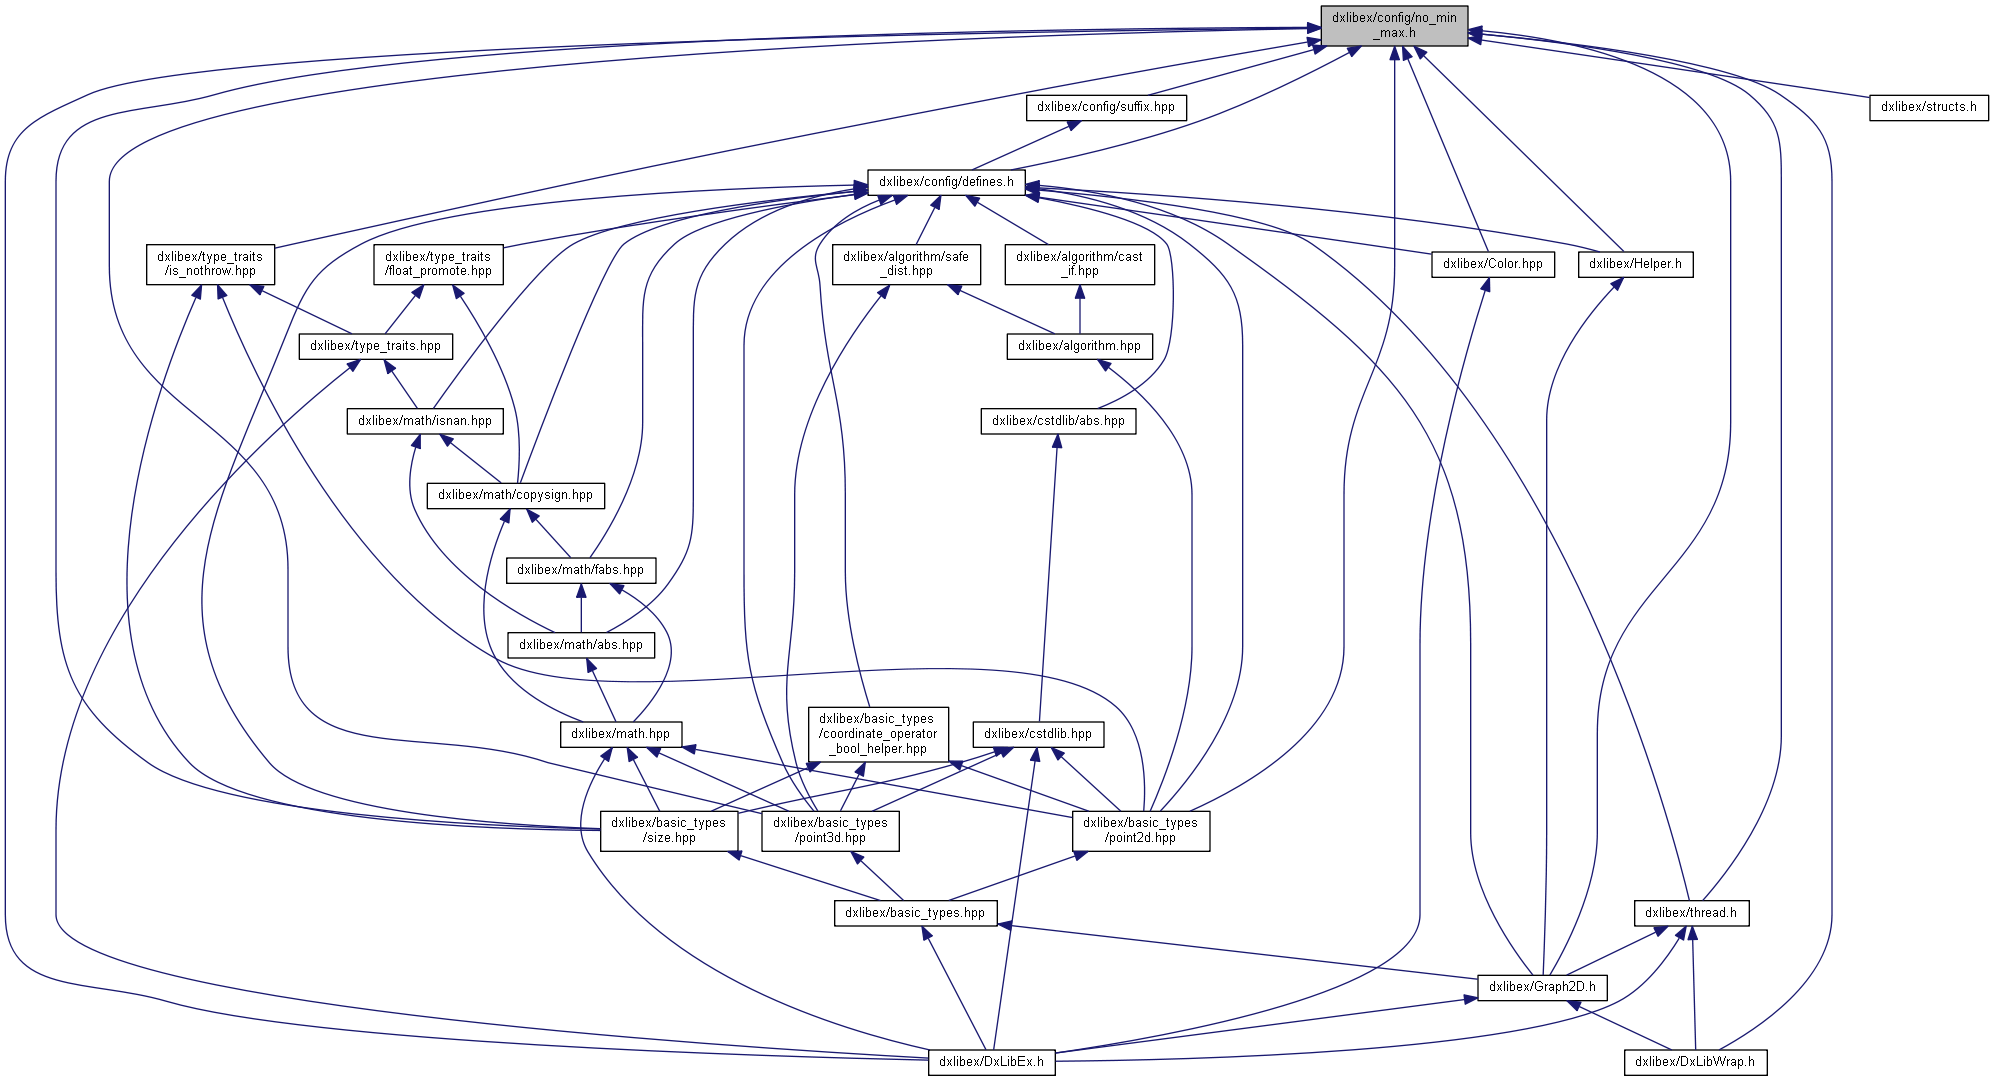 dxlibex/config/no_min
_max.h
dxlibex/config/suffix.hpp
dxlibex/structs.h
dxlibex/config/defines.h
dxlibex/type_traits
/is_nothrow.hpp
dxlibex/type_traits
/float_promote.hpp
dxlibex/algorithm/safe
_dist.hpp
dxlibex/algorithm/cast
_if.hpp
dxlibex/Color.hpp
dxlibex/Helper.h
dxlibex/type_traits.hpp
dxlibex/algorithm.hpp
dxlibex/math/isnan.hpp
dxlibex/cstdlib/abs.hpp
dxlibex/math/copysign.hpp
dxlibex/math/fabs.hpp
dxlibex/math/abs.hpp
dxlibex/math.hpp
dxlibex/basic_types
/coordinate_operator
_bool_helper.hpp
dxlibex/cstdlib.hpp
dxlibex/basic_types
/size.hpp
dxlibex/basic_types
/point3d.hpp
dxlibex/basic_types
/point2d.hpp
dxlibex/basic_types.hpp
dxlibex/thread.h
dxlibex/Graph2D.h
dxlibex/DxLibEx.h
dxlibex/DxLibWrap.h